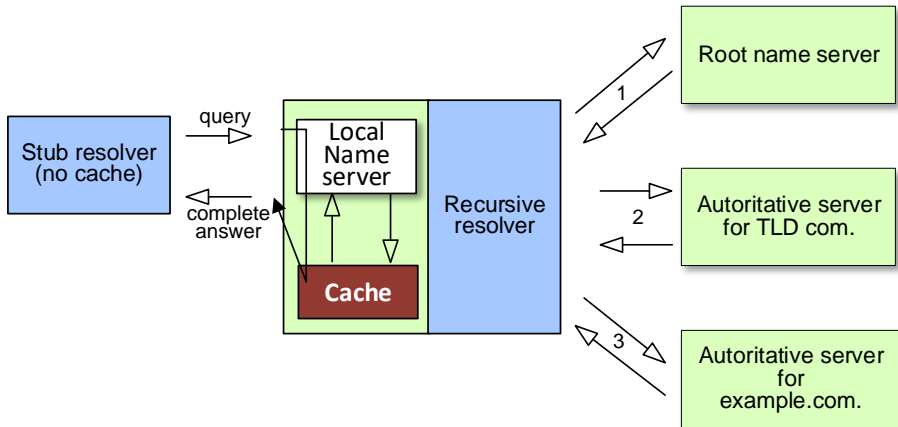 Stub resolver
(no cache)
query
complete
answer
Local
Name
server
Cache
Recursive
resolver
1
2
3
Root name server
Autoritative server
for TLD com.
Autoritative server
for
example.com.